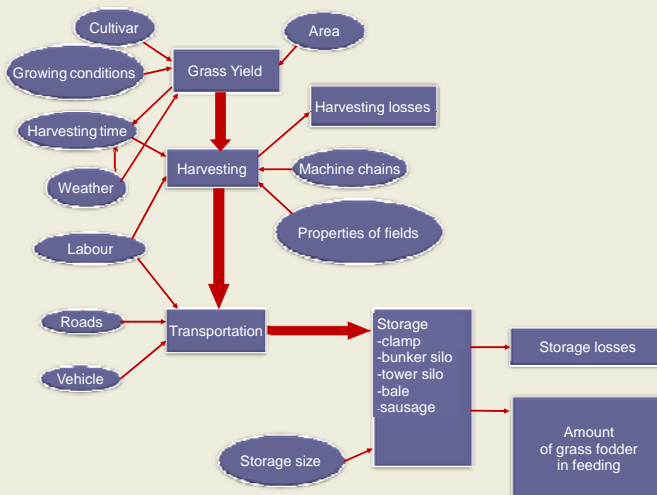 Cultivar
Area
Growing conditions
Grass Yield
Harvesting losses
Harvesting time
Harvesting
Machine chains
Weather
Properties of fields
Labour
Roads
Transportation
Vehicle
Storage
-clamp
-bunker silo
-tower silo
-bale
-sausage
Storage losses
Amount
of grass fodder
in feeding
Storage size